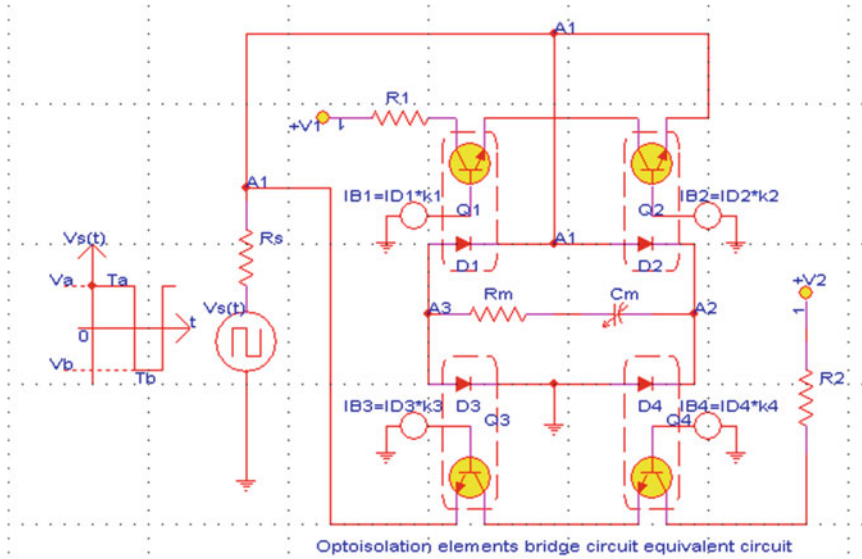 A1
R1
+V1
1
A1
IB1=ID1*k1
IB2=ID2*k2
Q1
Q2
Vs(t)
Rs
A1
D1
D2
Va
Ta
+V2
Vs(t)
A3
Rm
Cm
A2
1
t
0
Vb
Tb
R2
IB3=ID3*k3
D3
D4
IB4=ID4*k4
Q3
Q4
Optoisolation elements bridge circuit equivalent circuit